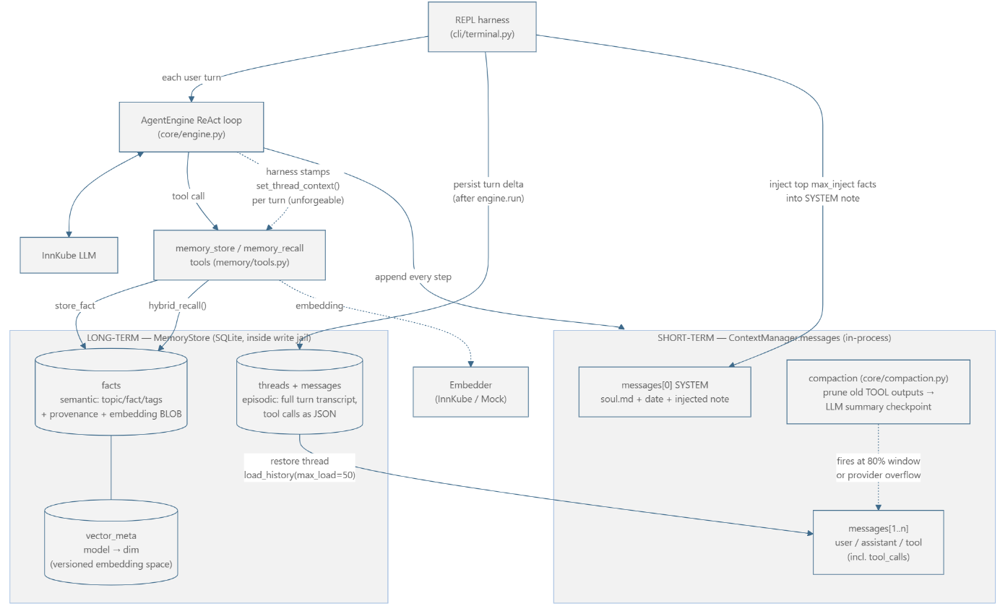 REPL harness
(cli/terminal.py)
each user turn
AgentEngine ReAct loop
(core/engine.py)
harness stamps
set_thread_context()
per turn (unforgeable)
tool call
persist turn delta
(after engine.run)
inject top max_inject facts
into SYSTEM note
InnKube LLM
memory_store / memory_recall
tools (memory/tools.py)
append every step
store_fact
hybrid_recall()
embedding
LONG-TERM — MemoryStore (SQLite, inside write jail)
SHORT-TERM — ContextManager.messages (in-process)
facts
semantic: topic/fact/tags
+ provenance + embedding BLOB
threads + messages
episodic: full turn transcript,
tool calls as JSON
Embedder
(InnKube / Mock)
messages[0] SYSTEM
soul.md + date + injected note
compaction (core/compaction.py)
prune old TOOL outputs →
LLM summary checkpoint
restore thread
load_history(max_load=50)
fires at 80% window
or provider overflow
vector_meta
model → dim
(versioned embedding space)
messages[1..n]
user / assistant / tool
(incl. tool_calls)